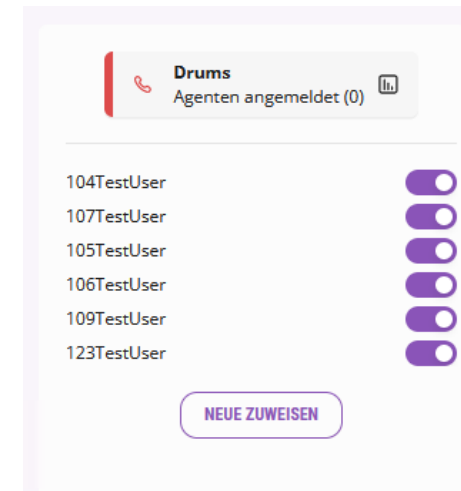 Drums
Agenten angemeldet (0)
104TestUser
107TestUser
105TestUser
106TestUser
109TestUser
123TestUser
NEUE ZUWEISEN